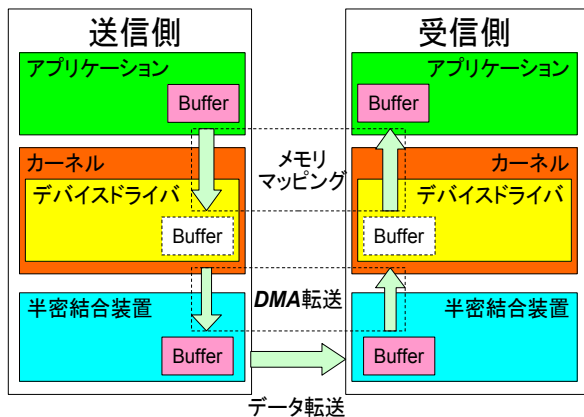 送信側
アプリケーション
Buffer
カーネル
デバイスドライバ
Buffer
半密結合装置
Buffer
メモリ
マッピング
DMA転送
データ転送
受信側
アプリケーション
Buffer
カーネル
デバイスドライバ
Buffer
半密結合装置
Buffer